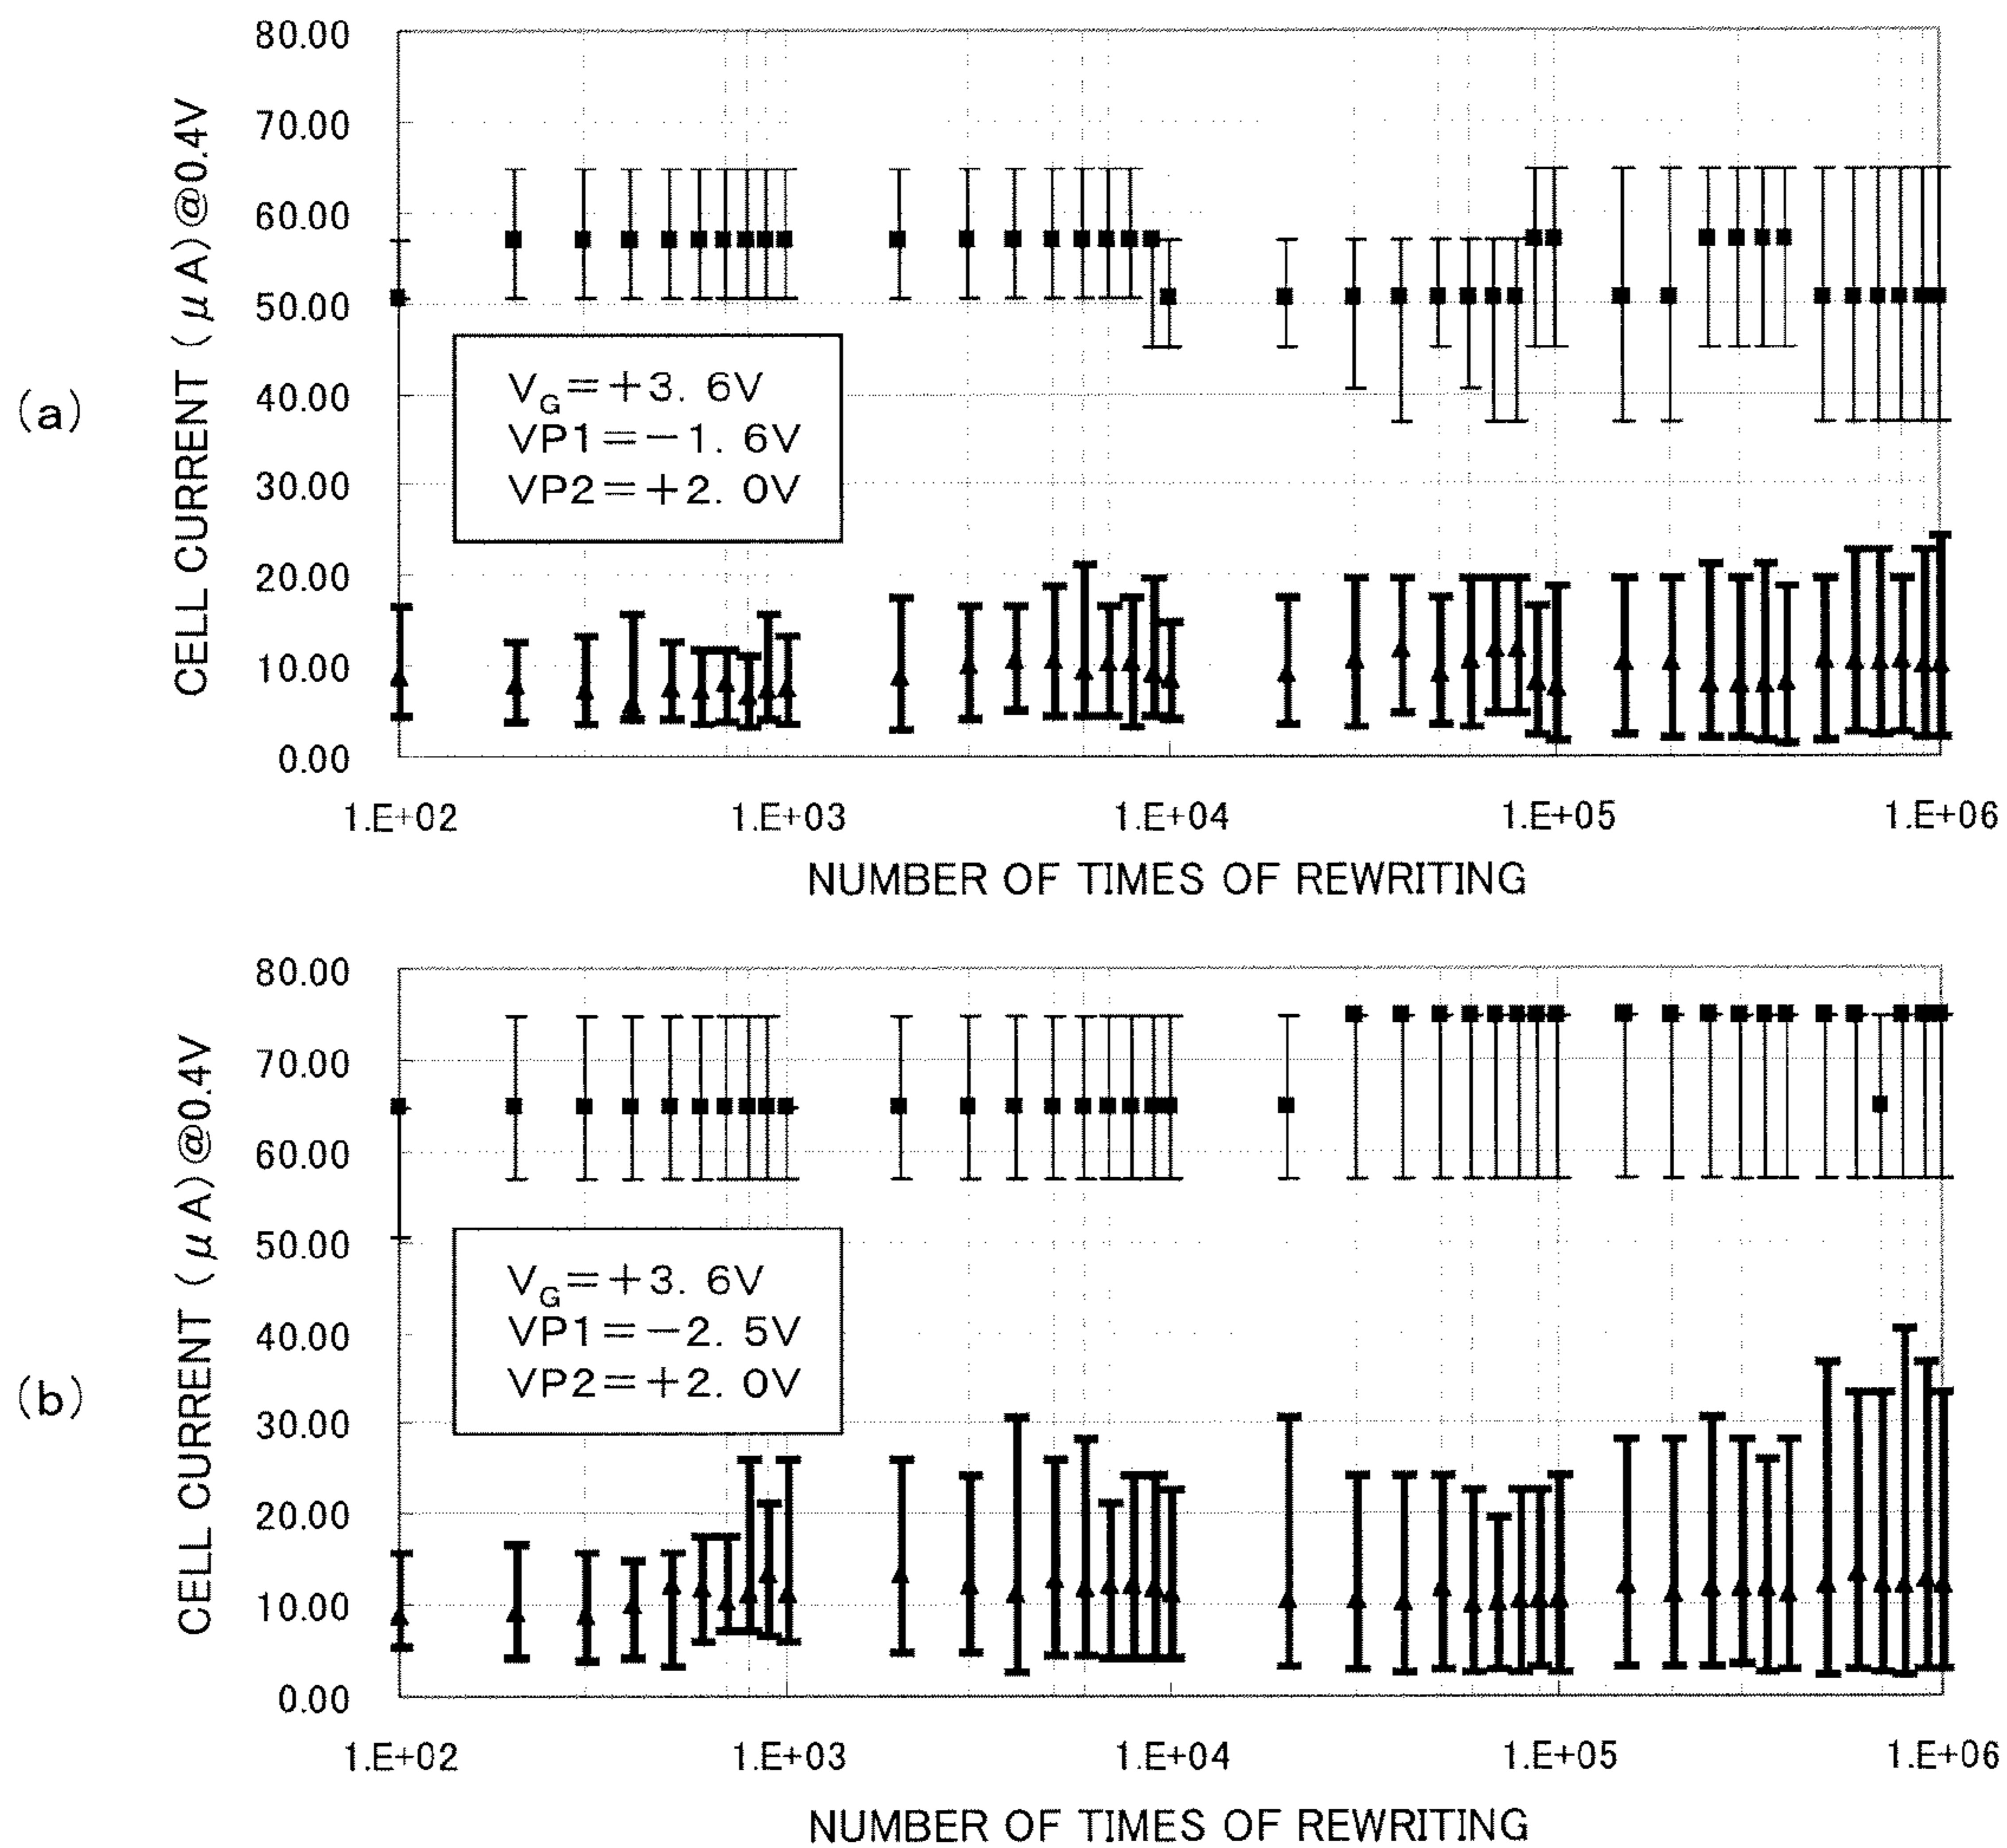 (a)
CELL CURRENT (μA)@0.4V
80.00
70.00
60.00
50.00
40.00
30.00
20.00
10.00
0.00
V_G=+3.6V
VP1=-1.6V
VP2=+2.0V
1.E+02 1.E+03 1.E+04 1.E+05 1.E+06
NUMBER OF TIMES OF REWRITING
(b)
CELL CURRENT (μA)@0.4V
80.00
70.00
60.00
50.00
40.00
30.00
20.00
10.00
0.00
V_G=+3.6V
VP1=-2.5V
VP2=+2.0V
1.E+02 1.E+03 1.E+04 1.E+05 1.E+06
NUMBER OF TIMES OF REWRITING